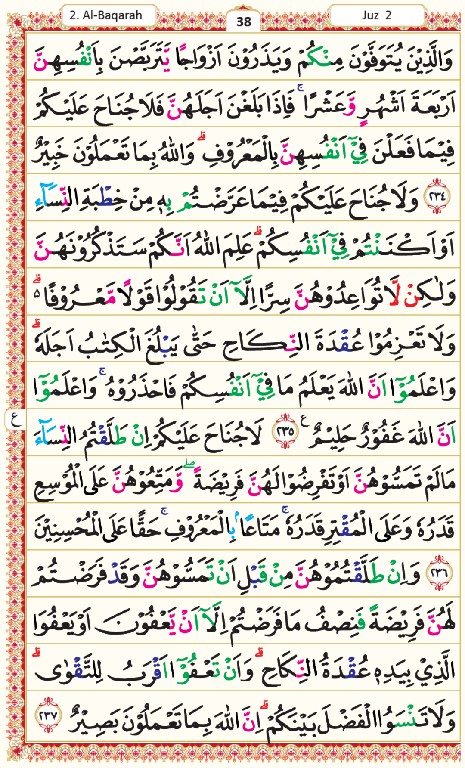 2. Al-Baqarah 38 Juz 2
وَالَّذِيْنَ يُتَوَفَّوْنَ مِنْكُمْ وَيَذَرُوْنَ اَزْوَاجًا يَّتَرَبَّصْنَ بِاَنْفُسِهِنَّ
اَرْبَعَةَ اَشْهُرٍ وَّعَشْرًا ۚ فَاِذَا بَلَغْنَ اَجَلَهُنَّ فَلَا جُنَاحَ عَلَيْكُمْ
فِيْمَا فَعَلْنَ فِيْٓ اَنْفُسِهِنَّ بِالْمَعْرُوْفِ ۗ وَاللّٰهُ بِمَا تَعْمَلُوْنَ خَبِيْرٌ
٢٣٤ وَلَا جُنَاحَ عَلَيْكُمْ فِيْمَا عَرَّضْتُمْ بِهٖ مِنْ خِطْبَةِ النِّسَاۤءِ
اَوْ اَكْنَنْتُمْ فِيْٓ اَنْفُسِكُمْ ۗ عَلِمَ اللّٰهُ اَنَّكُمْ سَتَذْكُرُوْنَهُنَّ
وَلٰكِنْ لَّا تُوَاعِدُوْهُنَّ سِرًّا اِلَّآ اَنْ تَقُوْلُوْا قَوْلًا مَّعْرُوْفًا ۗ ٥
وَلَا تَعْزِمُوْا عُقْدَةَ النِّكَاحِ حَتّٰى يَبْلُغَ الْكِتٰبُ اَجَلَهٗ ۗ
وَاعْلَمُوْٓا اَنَّ اللّٰهَ يَعْلَمُ مَا فِيْٓ اَنْفُسِكُمْ فَاحْذَرُوْهُ ۚ وَاعْلَمُوْٓا
ع
اَنَّ اللّٰهَ غَفُوْرٌ حَلِيْمٌ ࣖ ٢٣٥ لَا جُنَاحَ عَلَيْكُمْ اِنْ طَلَّقْتُمُ النِّسَاۤءَ
مَا لَمْ تَمَسُّوْهُنَّ اَوْ تَفْرِضُوْا لَهُنَّ فَرِيْضَةً ۖ وَّمَتِّعُوْهُنَّ عَلَى الْمُوْسِعِ
قَدَرُهٗ وَعَلَى الْمُقْتِرِ قَدَرُهٗ ۚ مَتَاعًا ۢبِالْمَعْرُوْفِ ۚ حَقًّا عَلَى الْمُحْسِنِيْنَ
٢٣٦ وَاِنْ طَلَّقْتُمُوْهُنَّ مِنْ قَبْلِ اَنْ تَمَسُّوْهُنَّ وَقَدْ فَرَضْتُمْ
لَهُنَّ فَرِيْضَةً فَنِصْفُ مَا فَرَضْتُمْ اِلَّآ اَنْ يَّعْفُوْنَ اَوْ يَعْفُوَا
الَّذِيْ بِيَدِهٖ عُقْدَةُ النِّكَاحِ ۗ وَاَنْ تَعْفُوْٓا اَقْرَبُ لِلتَّقْوٰى ۗ
وَلَا تَنْسَوُا الْفَضْلَ بَيْنَكُمْ ۗ اِنَّ اللّٰهَ بِمَا تَعْمَلُوْنَ بَصِيْرٌ ٢٣٧